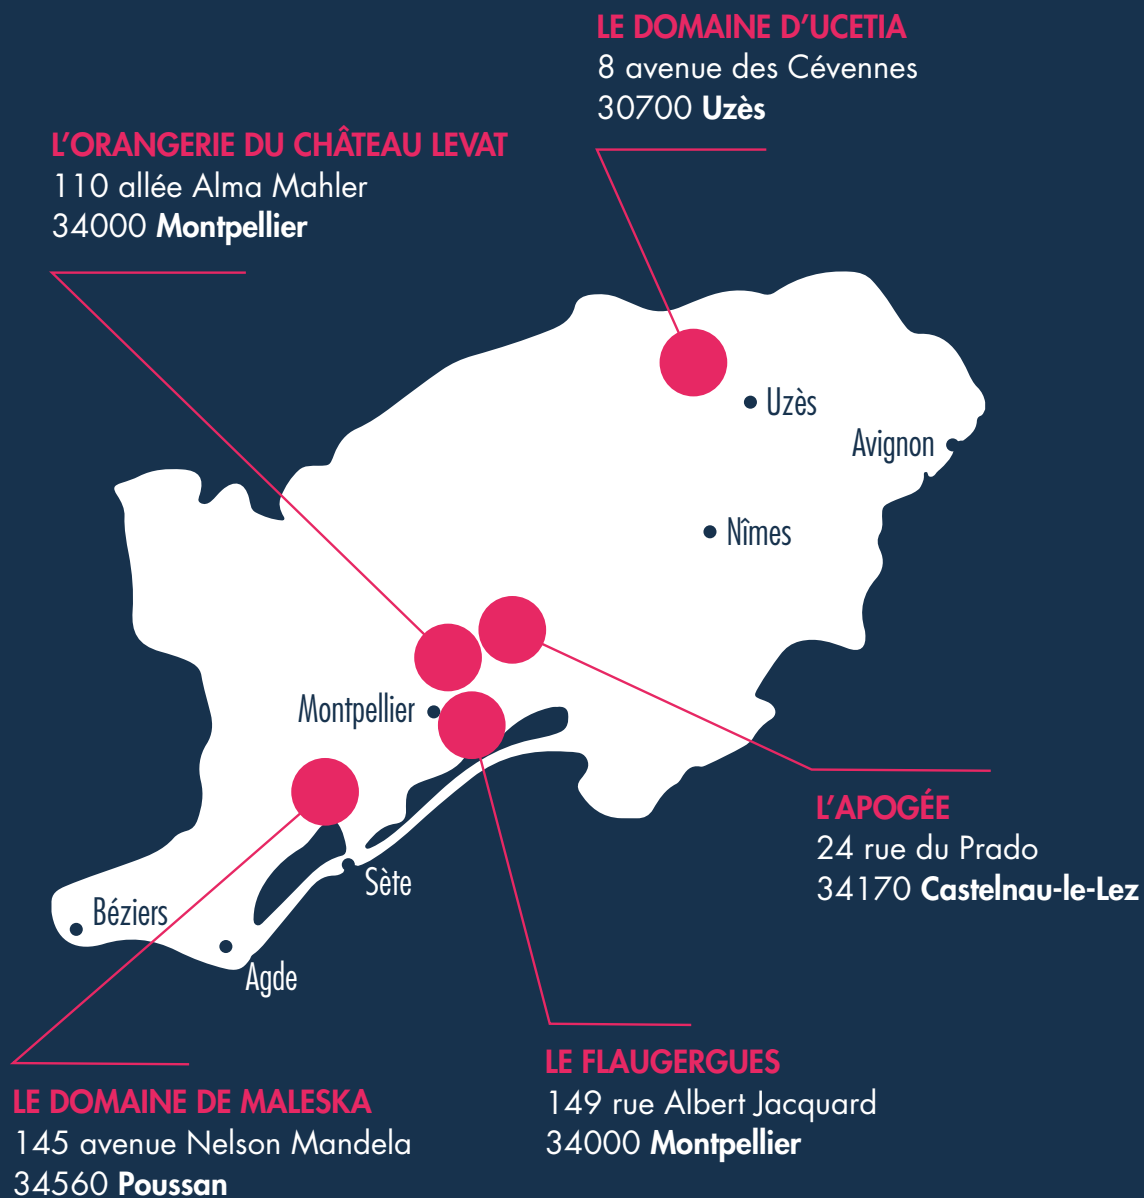 LE DOMAINE D’UCETIA
8 avenue des Cévennes
30700 Uzès
L’ORANGERIE DU CHÂTEAU LEVAT
110 allée Alma Mahler
34000 Montpellier
Uzès
Avignon
Nîmes
Montpellier
Sète
Béziers
Agde
L’APOGÉE
24 rue du Prado
34170 Castelnau-le-Lez
LE FLAUGERGUES
149 rue Albert Jacquard
34000 Montpellier
LE DOMAINE DE MALESKA
145 avenue Nelson Mandela
34560 Poussan